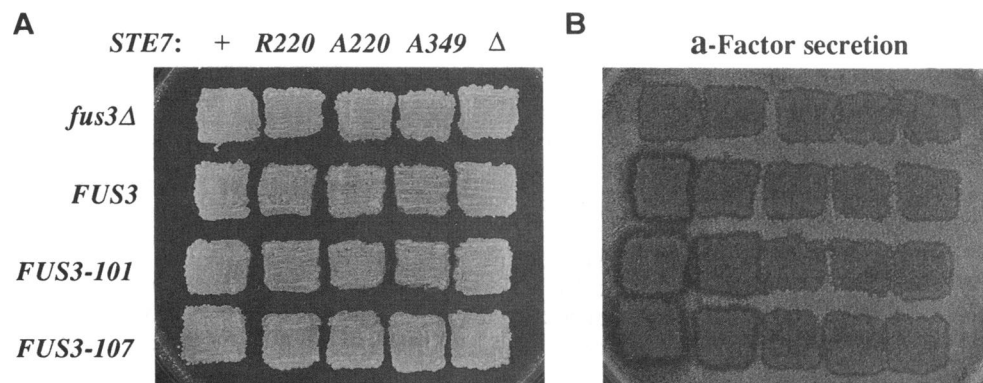 A
STE7: + R220 A220 A349 Δ
fus3Δ
FUS3
FUS3-101
FUS3-107
B
a-Factor secretion